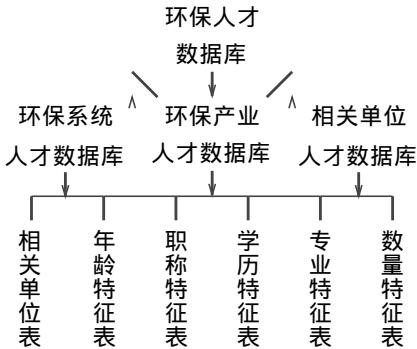 环保人才
数据库
环保系统
人才数据库
环保产业
人才数据库
相关单位
人才数据库
相关单位表
年龄特征表
职称特征表
学历特征表
专业特征表
数量特征表